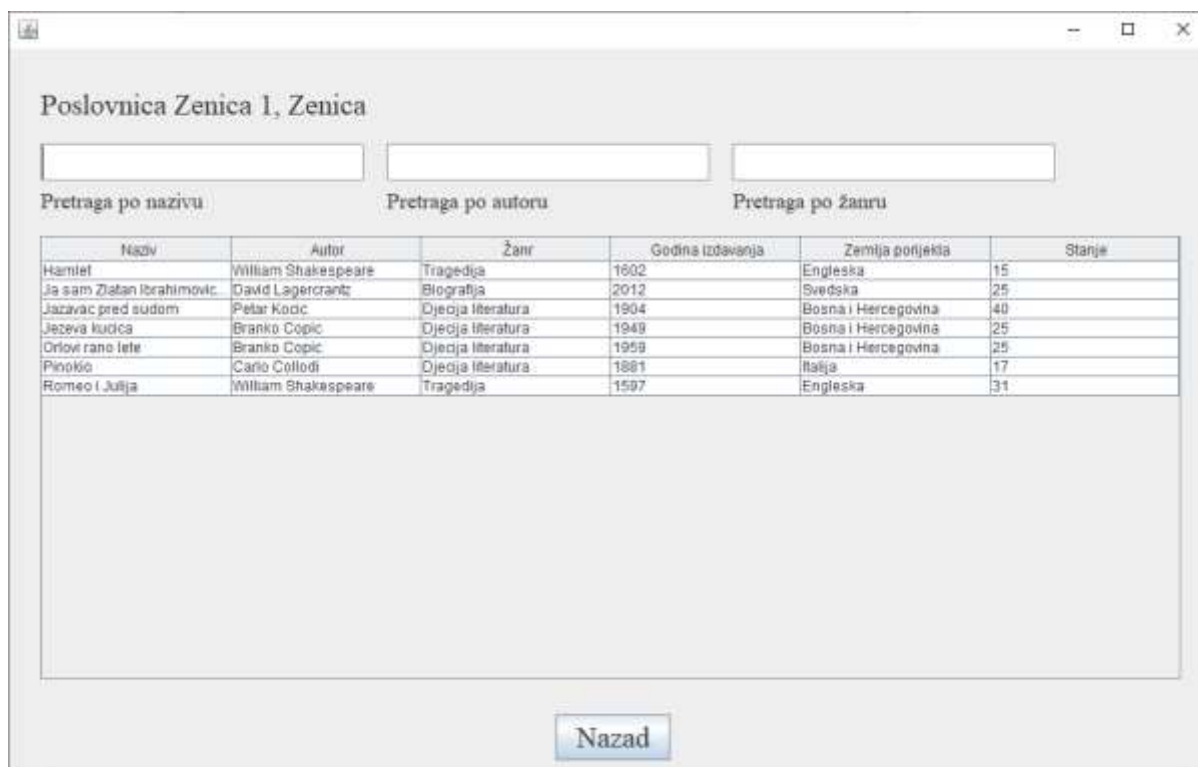 Poslovnica Zenica 1, Zenica
Pretraga po nazivu Pretraga po autoru Pretraga po žanru
Naziv Autor Žanr Godina izdavanja Zemlja porijekla Stanje
Hamlet William Shakespeare Tragedija 1602 Engleska 15
Ja sam Zlatan Ibrahimovic... David Lagercrantz Biografija 2012 Svedska 25
Jazavac pred sudom Petar Kocic Djecija literatura 1904 Bosna i Hercegovina 40
Jezeva kucica Branko Copic Djecija literatura 1949 Bosna i Hercegovina 25
Orlovi rano lete Branko Copic Djecija literatura 1959 Bosna i Hercegovina 25
Pinokio Carlo Collodi Djecija literatura 1881 Italija 17
Romeo i Julija William Shakespeare Tragedija 1597 Engleska 31
Nazad